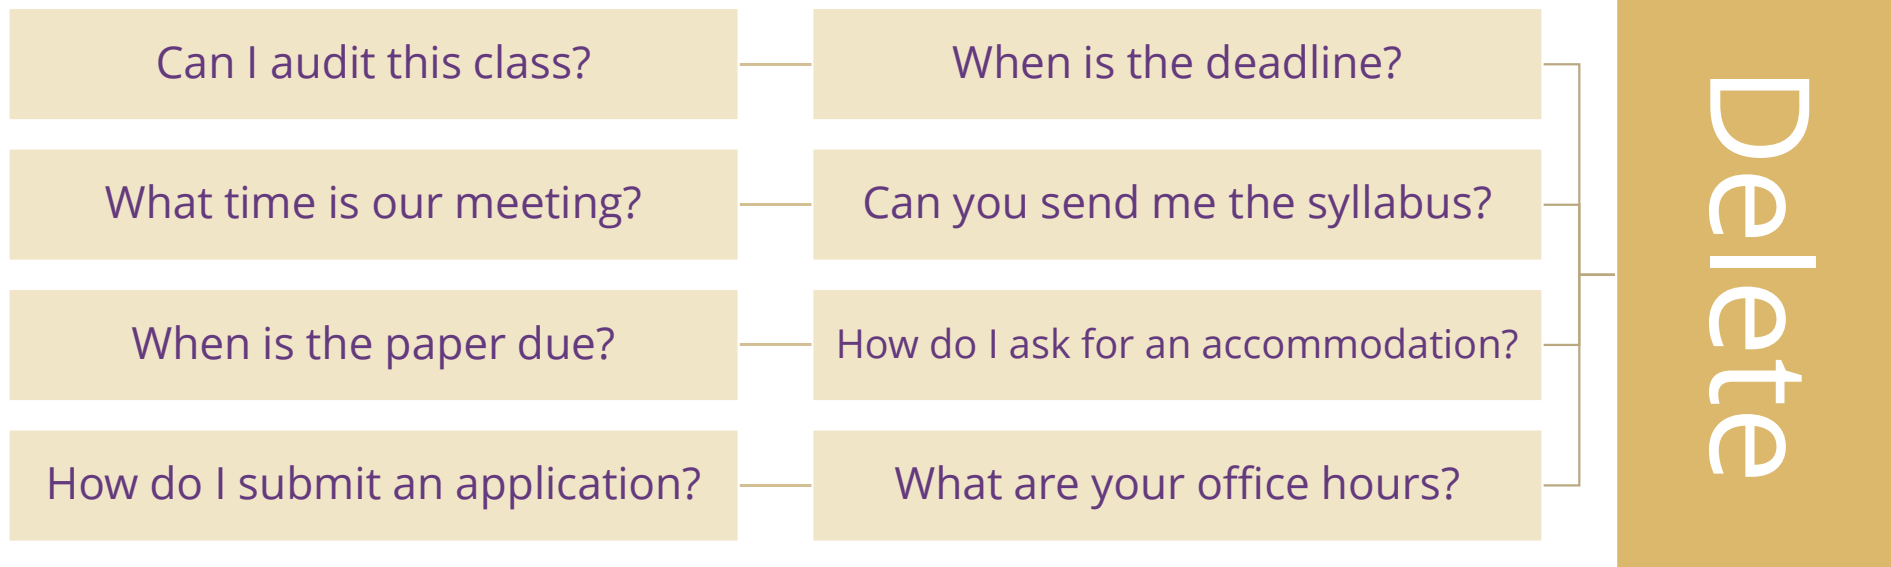 Can I audit this class?
When is the deadline?
What time is our meeting?
Can you send me the syllabus?
When is the paper due?
How do I ask for an accommodation?
How do I submit an application?
What are your office hours?
Delete